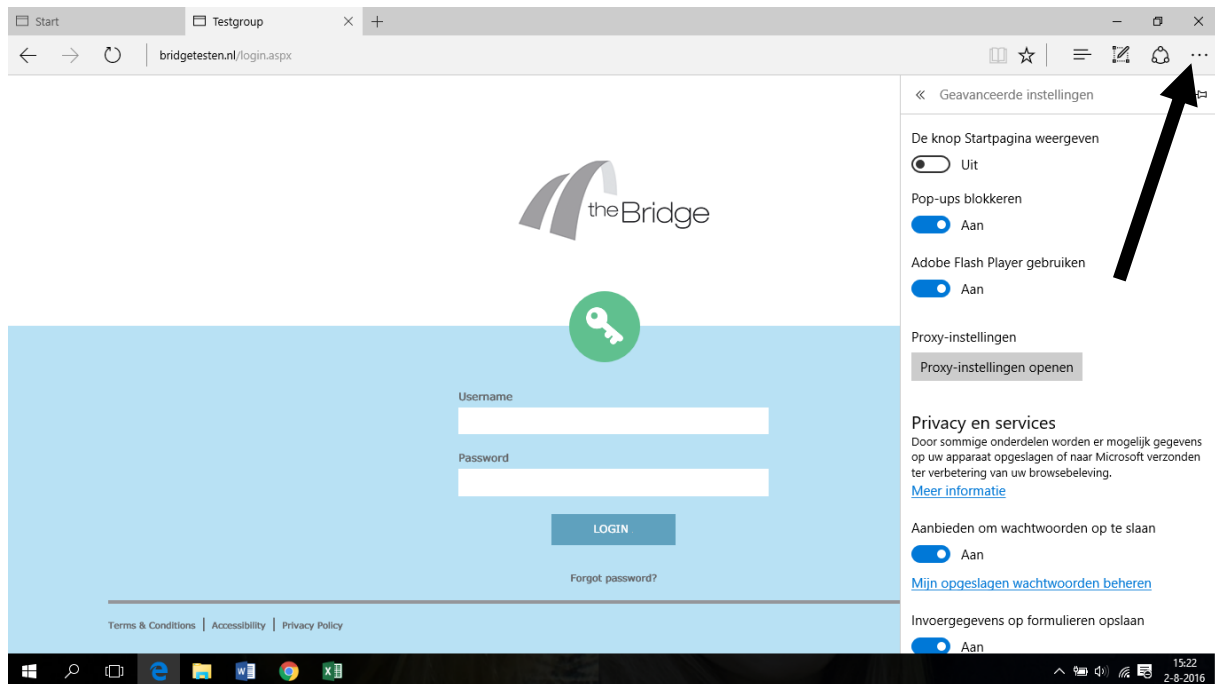 Start
Testgroup
bridgetesten.nl/login.aspx
Geavanceerde instellingen
De knop Startpagina weergeven
Uit
Pop-ups blokkeren
Aan
Adobe Flash Player gebruiken
Aan
Proxy-instellingen
Proxy-instellingen openen
Privacy en services
Door sommige onderdelen worden er mogelijk gegevens
op uw apparaat opgeslagen of naar Microsoft verzonden
ter verbetering van uw browsebeleving.
Meer informatie
Aanbieden om wachtwoorden op te slaan
Aan
Mijn opgeslagen wachtwoorden beheren
Invoergegevens op formulieren opslaan
Aan
the Bridge
Username
Password
LOGIN
Forgot password?
Terms & Conditions | Accessibility | Privacy Policy
15:22
2-8-2016